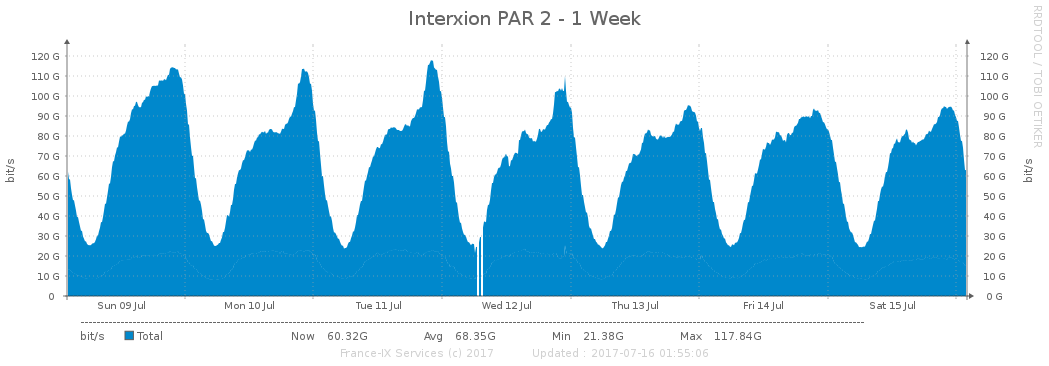 Interxion PAR 2 - 1 Week
RRDTOOL / TOBI OETIKER
bit/s
120 G
110 G
100 G
90 G
80 G
70 G
60 G
50 G
40 G
30 G
20 G
10 G
0
120 G
110 G
100 G
90 G
80 G
70 G
60 G
50 G
40 G
30 G
20 G
10 G
0 G
bit/s
Sun 09 Jul Mon 10 Jul Tue 11 Jul Wed 12 Jul Thu 13 Jul Fri 14 Jul Sat 15 Jul
bit/s Total Now 60.32G Avg 68.35G Min 21.38G Max 117.84G
France-IX Services (c) 2017 Updated : 2017-07-16 01:55:06